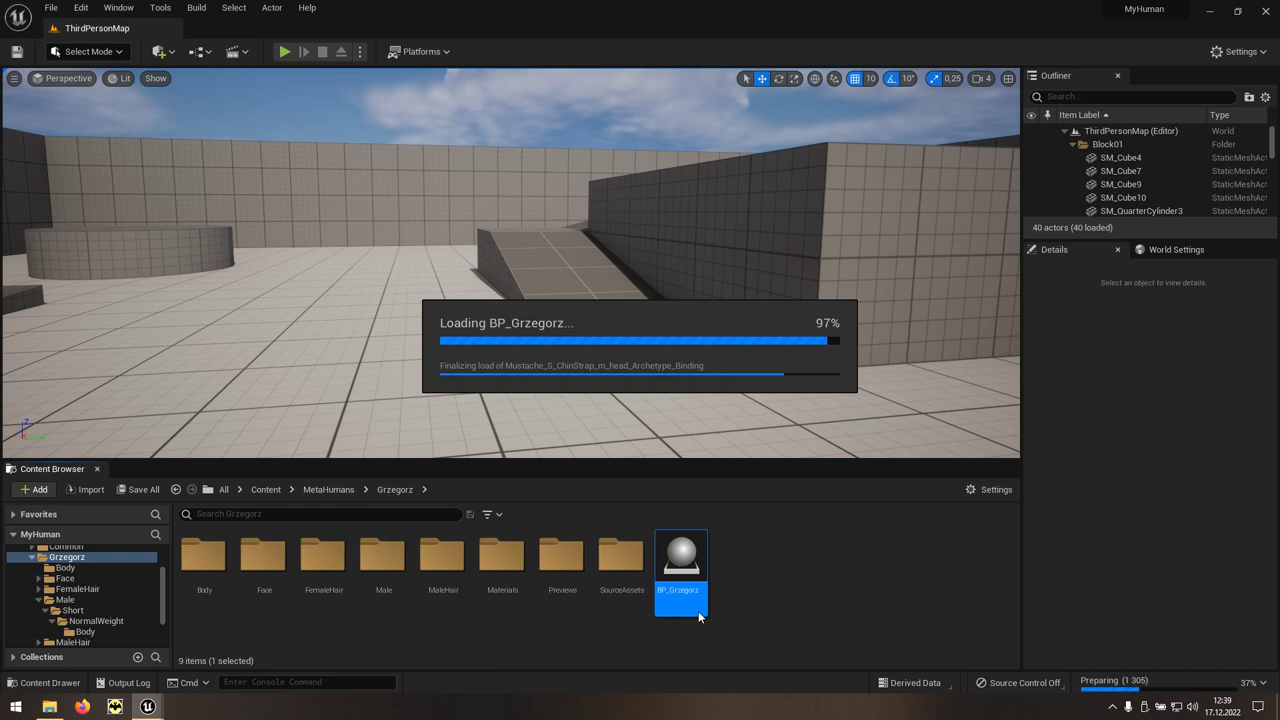 File Edit Window Tools Build Select Actor Help
MyHuman
ThirdPersonMap
Select Mode
Platforms
Settings
Perspective Lit Show
10 10° 0,25 4
Outliner
Search...
Item Label Type
ThirdPersonMap (Editor) World
Block01 Folder
SM_Cube4 StaticMeshAct
SM_Cube7 StaticMeshAct
SM_Cube9 StaticMeshAct
SM_Cube10 StaticMeshAct
SM_QuarterCylinder3 StaticMeshAct
40 actors (40 loaded)
Details World Settings
Select an object to view details.
Loading BP_Grzegorz... 97%
Finalizing load of Mustache_S_ChinStrap_m_head_Archetype_Binding
Content Browser
Add Import Save All All Content MetaHumans Grzegorz Settings
Favorites
Search Grzegorz
MyHuman
Common
Grzegorz
Body
Face
FemaleHair
Male
Short
NormalWeight
Body
MaleHair
Collections
Body Face FemaleHair Male MaleHair Materials Previews SourceAssets BP_Grzegorz
9 items (1 selected)
Content Drawer Output Log Cmd Enter Console Command Derived Data Source Control Off Preparing (1 305) 37%
12:39
17.12.2022